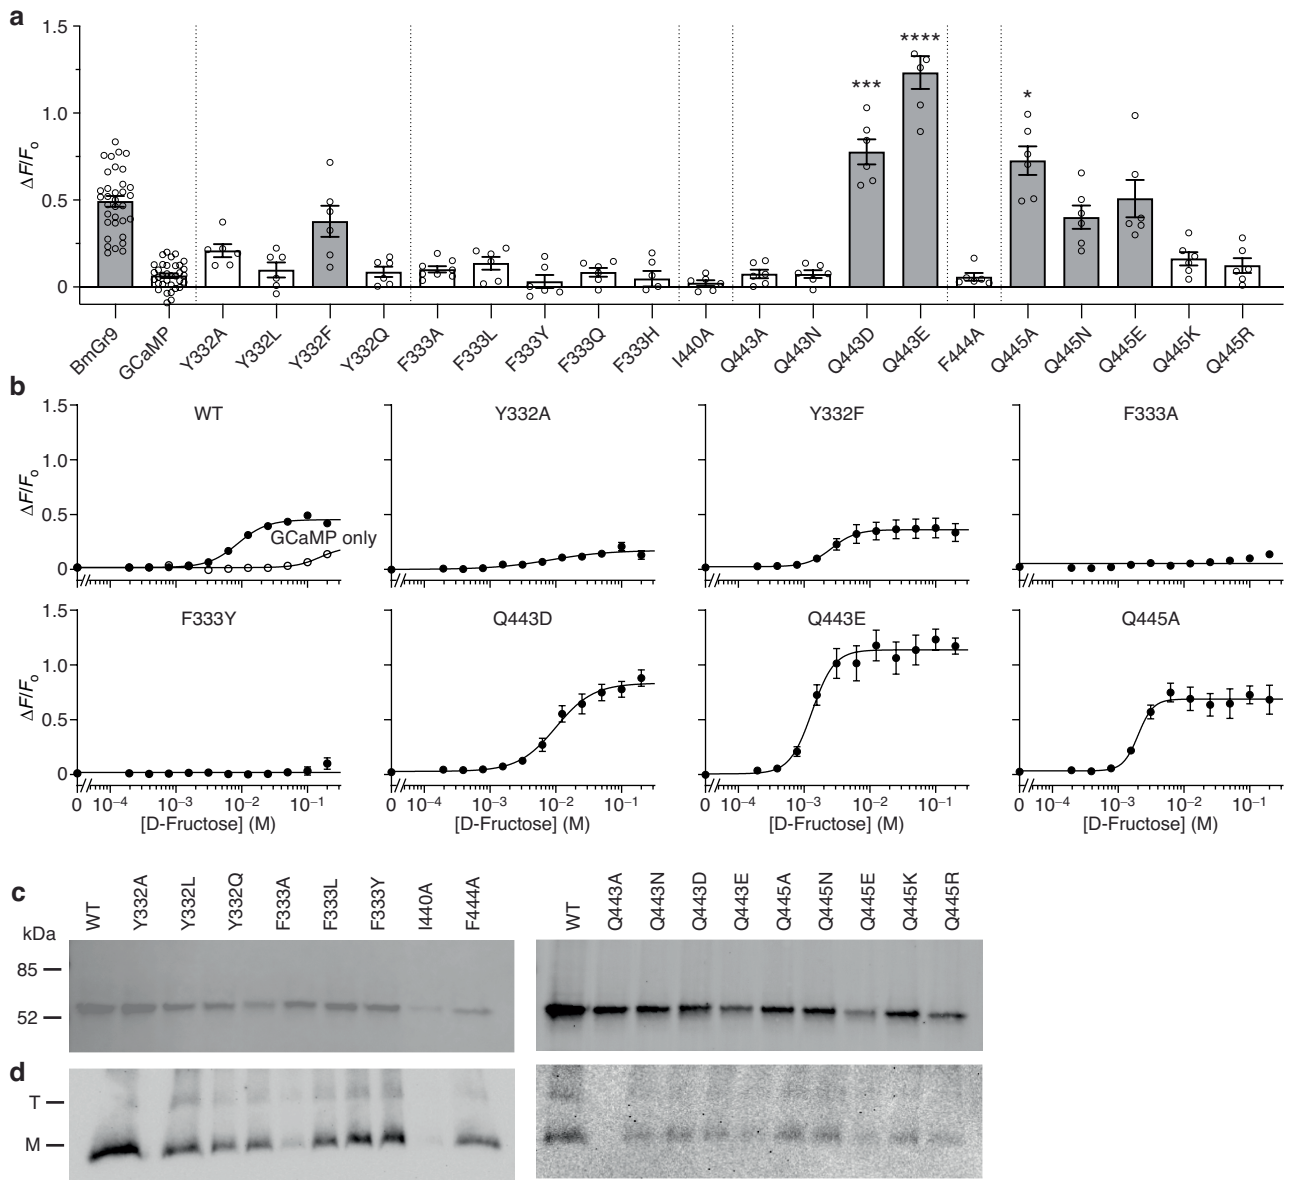 a
1.5
1.0
0.5
0
ΔF/Fo
*** **** *
BmGr9 GCaMP Y332A Y332L Y332F Y332Q F333A F333L F333Y F333Q F333H I440A Q443A Q443N Q443D Q443E F444A Q445A Q445N Q445E Q445K Q445R
b
WT Y332A Y332F F333A
1.5
1.0
0.5
0
ΔF/Fo
GCaMP only
F333Y Q443D Q443E Q445A
1.5
1.0
0.5
0
ΔF/Fo
0 10−4 10−3 10−2 10−1 0 10−4 10−3 10−2 10−1 0 10−4 10−3 10−2 10−1 0 10−4 10−3 10−2 10−1
[D-Fructose] (M) [D-Fructose] (M) [D-Fructose] (M) [D-Fructose] (M)
c
WT Y332A Y332L Y332Q F333A F333L F333Y I440A F444A
WT Q443A Q443N Q443D Q443E Q445A Q445N Q445E Q445K Q445R
kDa
85
52
d
T
M